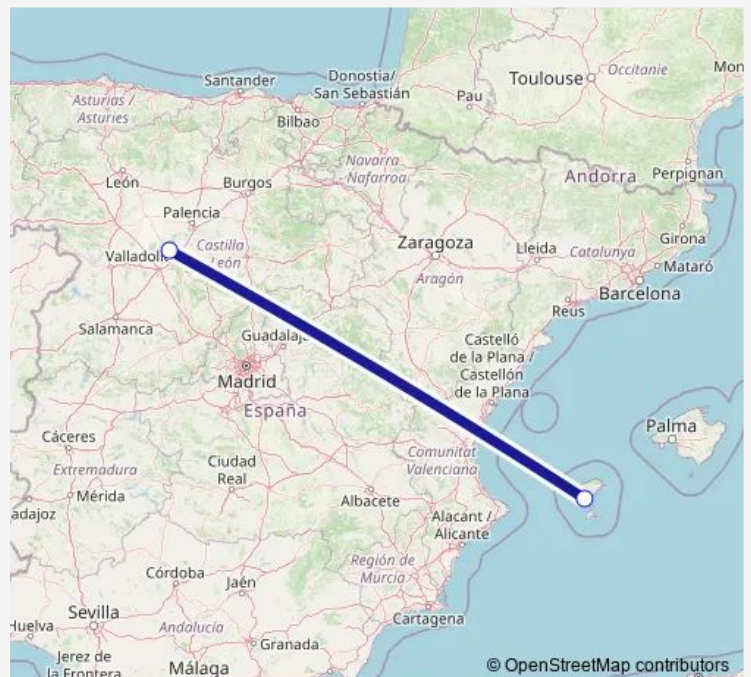 Santander
Donostia/
San Sebastián
Toulouse
Occitanie
Mon
Asturias /
Asturies
Bilbao
Pau
Navarra
- Nafarroa
León
Burgos
Andorra
Perpignan
Palencia
Castilla
León
Zaragoza
Lleida
Catalunya
Girona
Mataró
Aragón
Barcelona
Reus
Salamanca
Castelló
de la Plana /
Castellón
de la Plana
Madrid
España
Palma
Cáceres
Extremadura
Ciudad
Real
Comunitat
Valenciana
Mérida
adajoz
Albacete
Alacant /
Alicante
Región de
Murcia
Córdoba
Jaén
Sevilla
Huelva
Andalucía
Cartagena
Granada
Jerez de
la Frontera
Málaga
© OpenStreetMap contributors